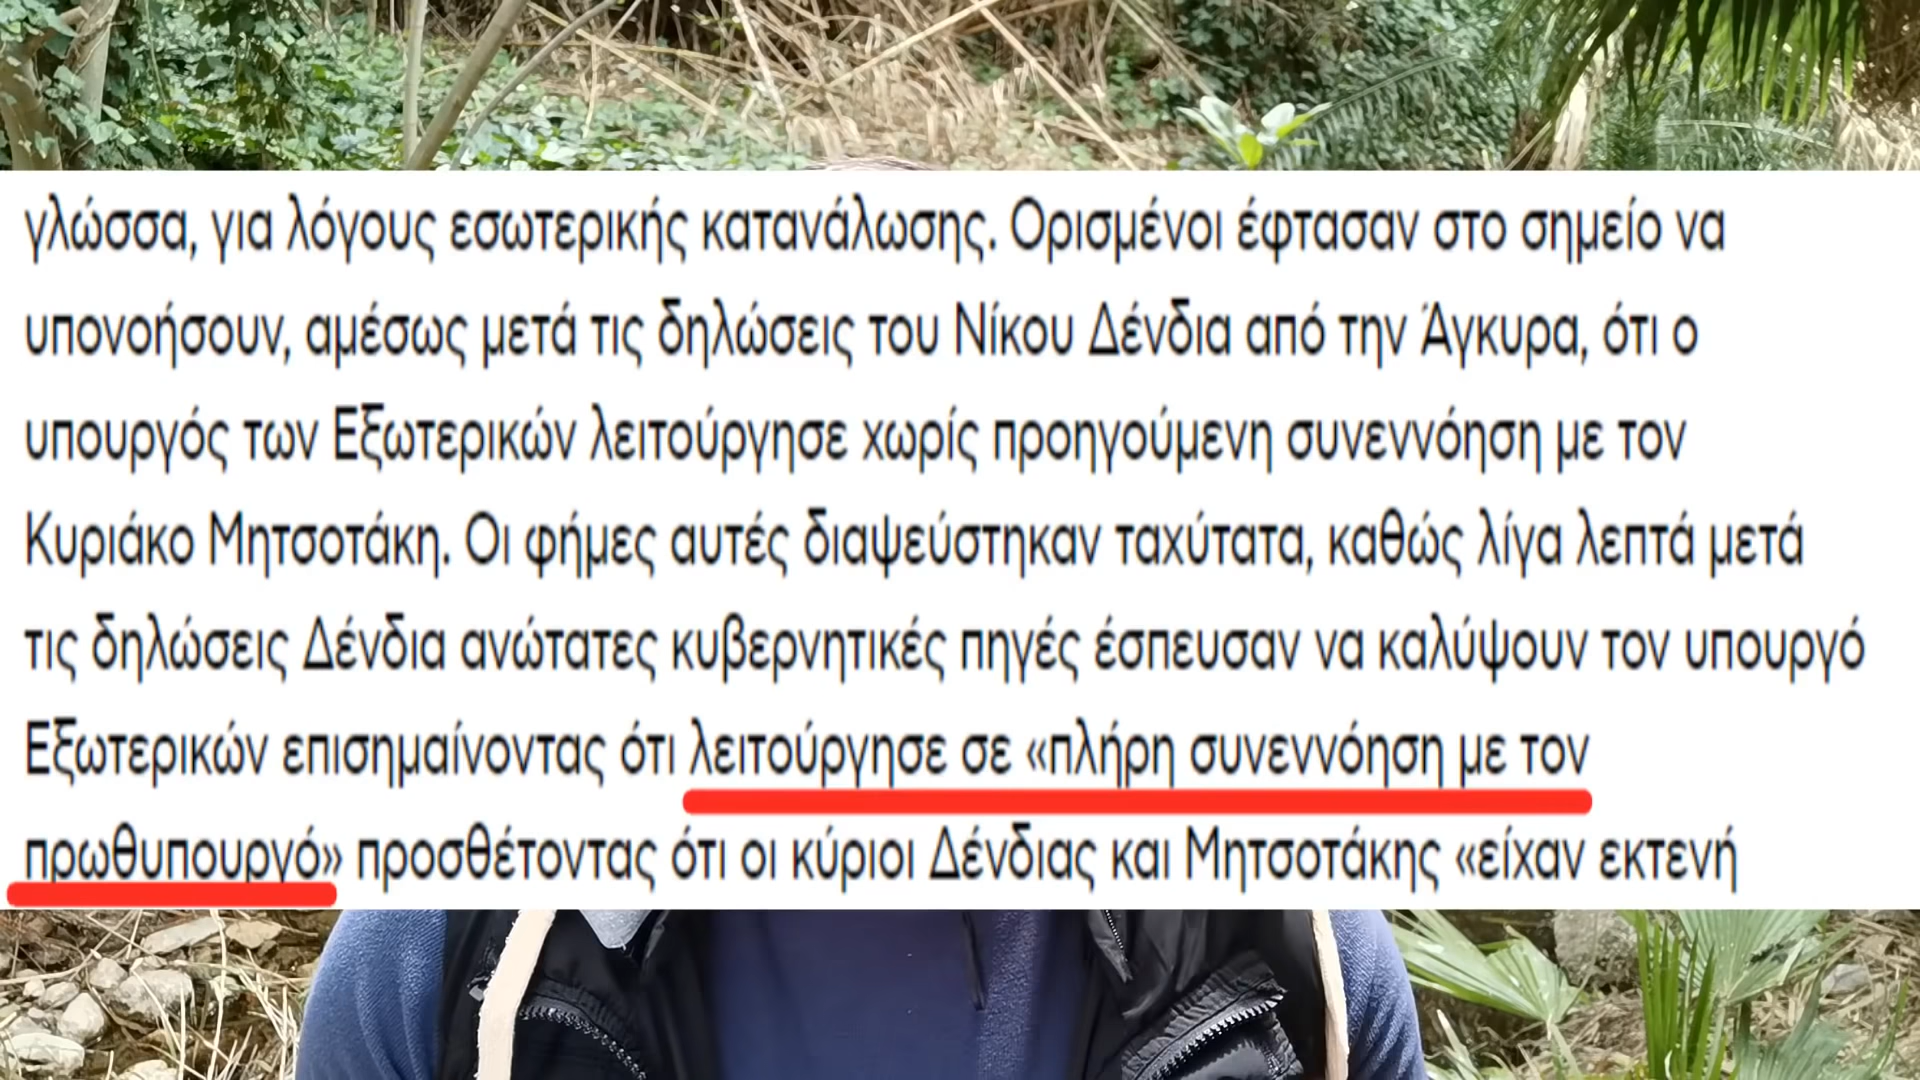 γλώσσα, για λόγους εσωτερικής κατανάλωσης. Ορισμένοι έφτασαν στο σημείο να
υπονοήσουν, αμέσως μετά τις δηλώσεις του Νίκου Δένδια από την Άγκυρα, ότι ο
υπουργός των Εξωτερικών λειτούργησε χωρίς προηγούμενη συνεννόηση με τον
Κυριάκο Μητσοτάκη. Οι φήμες αυτές διαψεύστηκαν ταχύτατα, καθώς λίγα λεπτά μετά
τις δηλώσεις Δένδια ανώτατες κυβερνητικές πηγές έσπευσαν να καλύψουν τον υπουργό
Εξωτερικών επισημαίνοντας ότι λειτούργησε σε «πλήρη συνεννόηση με τον
πρωθυπουργό» προσθέτοντας ότι οι κύριοι Δένδιας και Μητσοτάκης «είχαν εκτενή